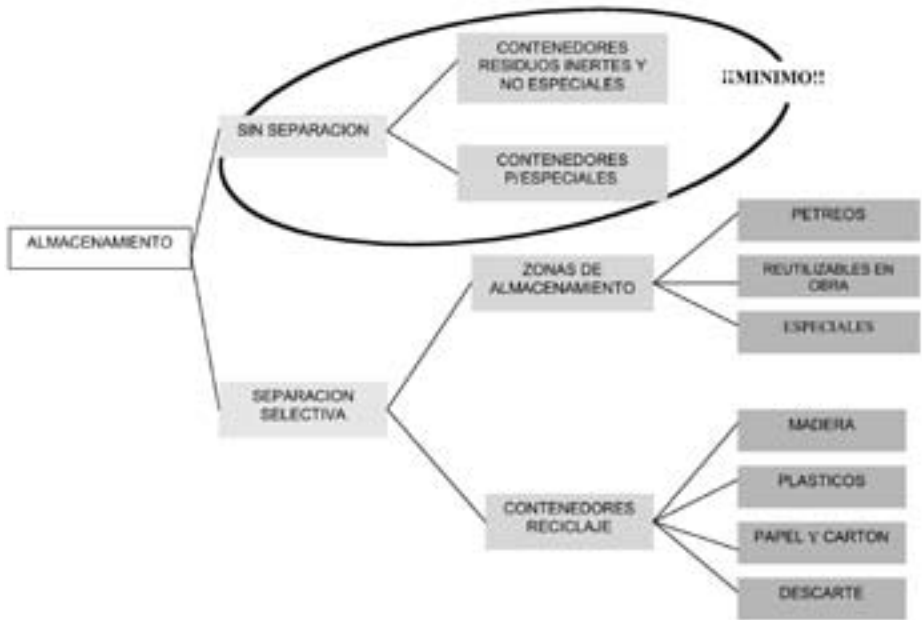 CONTENEDORES
RESIDUOS INERTES Y
NO ESPECIALES
¡¡MINIMO!!
SIN SEPARACION
CONTENEDORES
P/ESPECIALES
ALMACENAMIENTO
ZONAS DE
ALMACENAMIENTO
PETREOS
REUTILIZABLES EN
OBRA
ESPECIALES
SEPARACION
SELECTIVA
CONTENEDORES
RECICLAJE
MADERA
PLASTICOS
PAPEL Y CARTON
DESCARTE